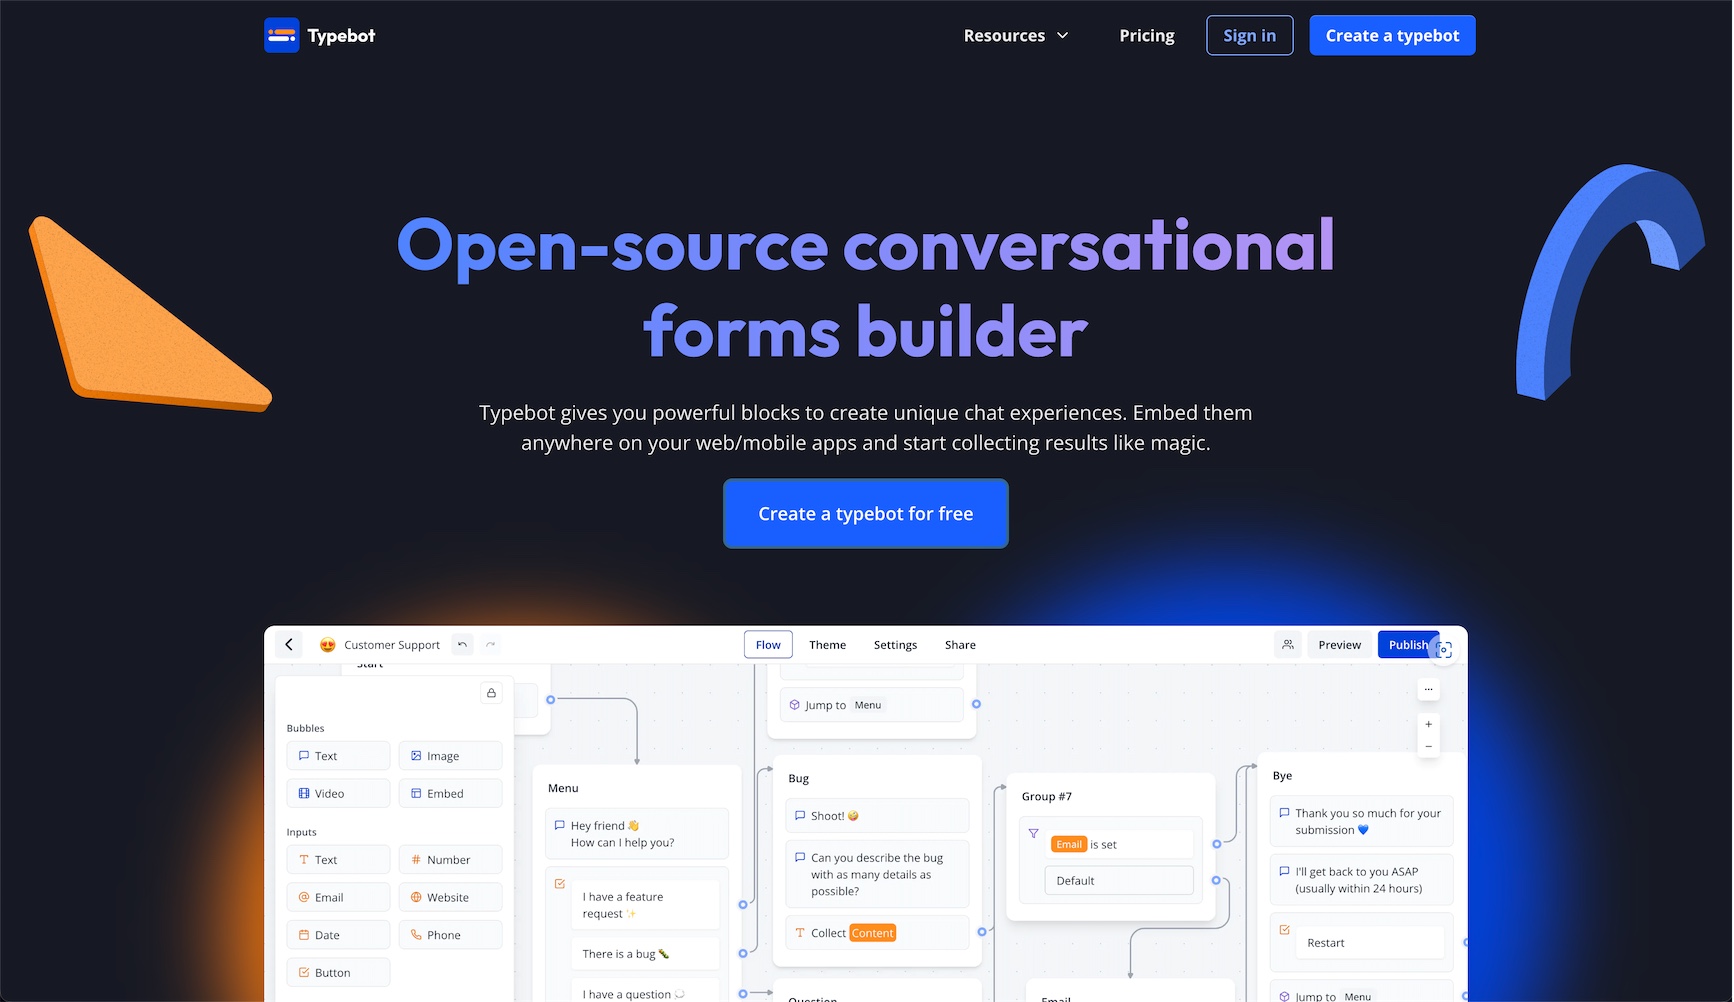 Typebot
Resources
Pricing
Sign in
Create a typebot
Open-source conversational
forms builder
Typebot gives you powerful blocks to create unique chat experiences. Embed them
anywhere on your web/mobile apps and start collecting results like magic.
Create a typebot for free
Customer Support
Flow
Theme
Settings
Share
Preview
Publish
Start
Bubbles
Text
Image
Video
Embed
Inputs
Text
Number
Email
Website
Date
Phone
Button
Menu
Hey friend 👋
How can I help you?
I have a feature
request ✨
There is a bug 🐛
I have a question 💭
Jump to Menu
Bug
Shoot! 🤪
Can you describe the bug
with as many details as
possible?
Collect Content
Question
Group #7
Email is set
Default
Email
Bye
Thank you so much for your
submission 💙
I'll get back to you ASAP
(usually within 24 hours)
Restart
Jump to Menu